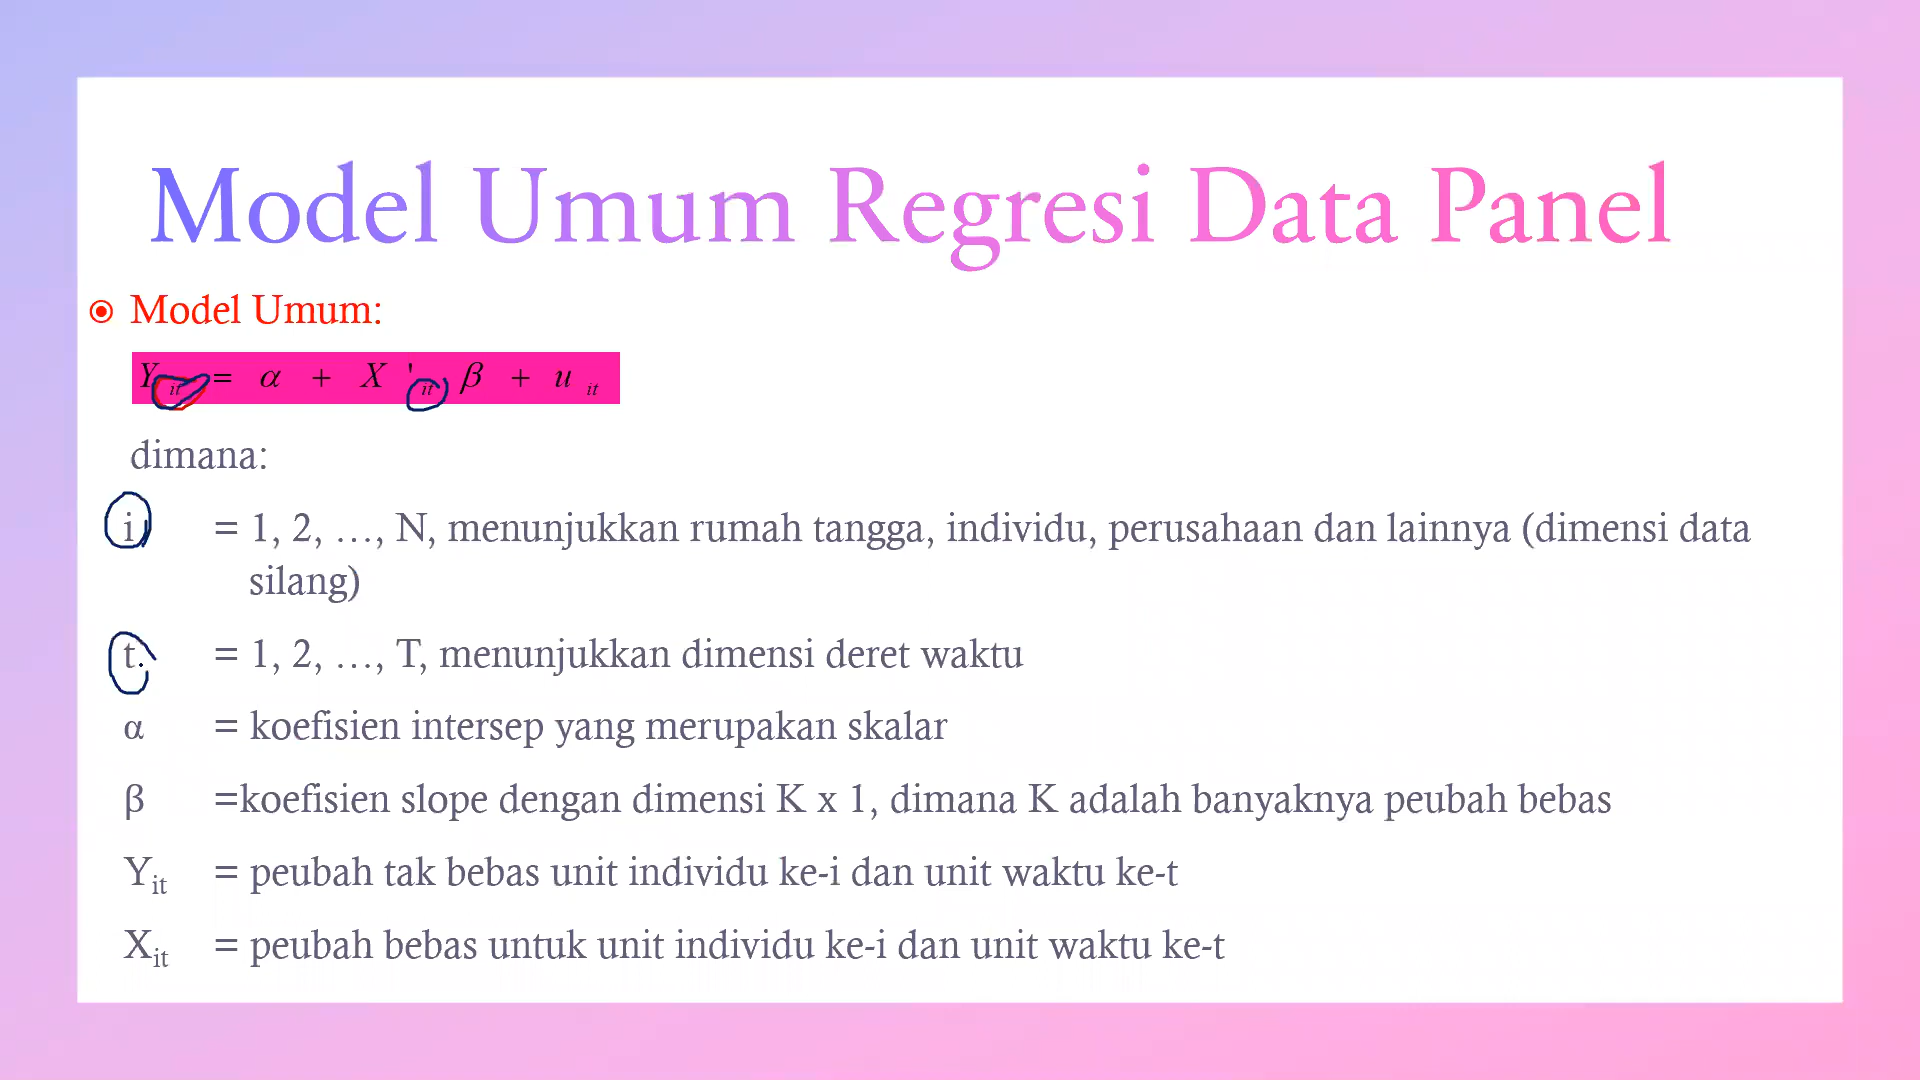 Model Umum Regresi Data Panel
Model Umum:
Y it = α + X ' it β + u it
dimana:
i = 1, 2, …, N, menunjukkan rumah tangga, individu, perusahaan dan lainnya (dimensi data
silang)
t. = 1, 2, …, T, menunjukkan dimensi deret waktu
α = koefisien intersep yang merupakan skalar
β =koefisien slope dengan dimensi K x 1, dimana K adalah banyaknya peubah bebas
Yit = peubah tak bebas unit individu ke-i dan unit waktu ke-t
Xit = peubah bebas untuk unit individu ke-i dan unit waktu ke-t